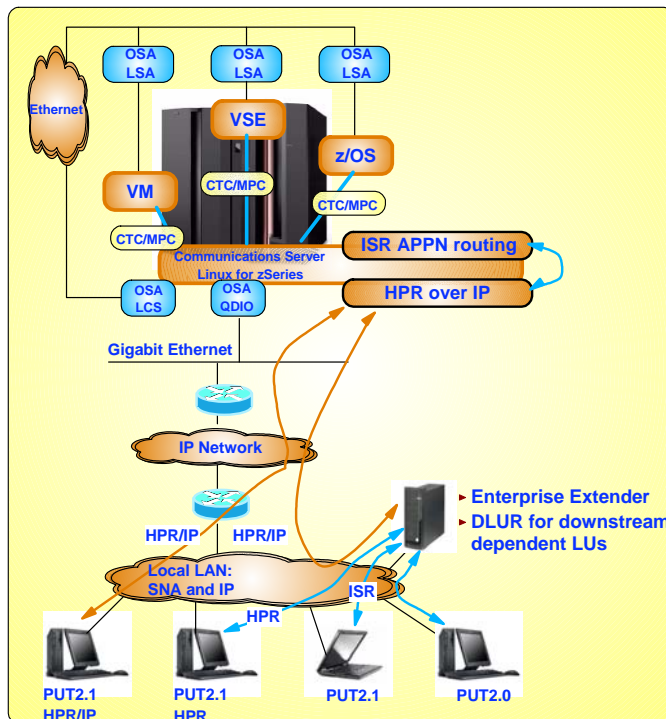 OSA
LSA
OSA
LSA
OSA
LSA
Ethernet
VSE
z/OS
VM
CTC/MPC
CTC/MPC
CTC/MPC
Communications Server
Linux for zSeries
ISR APPN routing
HPR over IP
OSA
LCS
OSA
QDIO
Gigabit Ethernet
IP Network
Enterprise Extender
DLUR for downstream
dependent LUs
HPR/IP
HPR/IP
Local LAN:
SNA and IP
HPR
ISR
PUT2.1
HPR/IP
PUT2.1
HPR
PUT2.1
PUT2.0